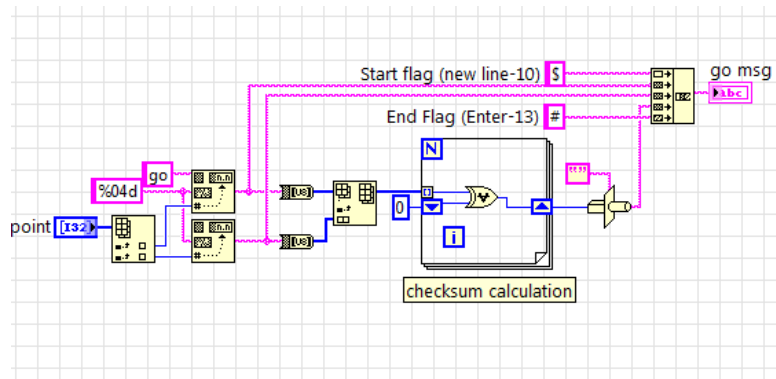 Start flag (new line-10) $
go msg
abc
End Flag (Enter-13) #
go
%04d
N
""
point [I32]
[U8]
0
[U8]
i
checksum calculation